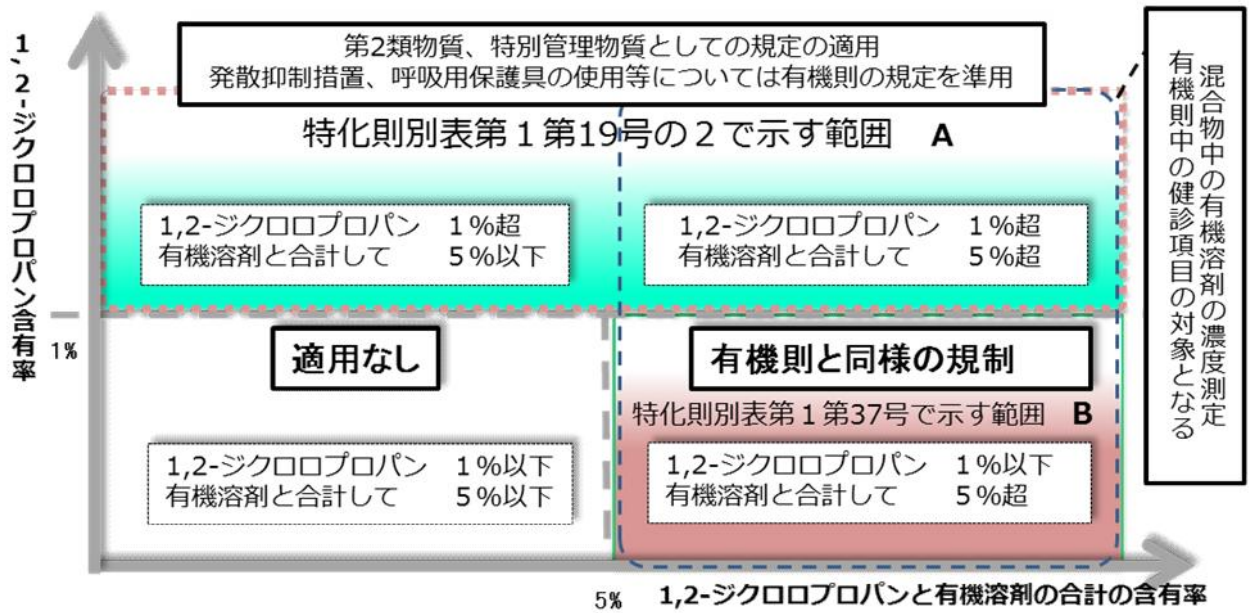 第2類物質、特別管理物質としての規定の適用
発散抑制措置、呼吸用保護具の使用等については有機則の規定を準用
1,2-ジクロロプロパン含有率
特化則別表第１第19号の２で示す範囲 A
1,2-ジクロロプロパン １%超
有機溶剤と合計して ５%以下
1,2-ジクロロプロパン １%超
有機溶剤と合計して ５%超
混合物中の有機溶剤の濃度測定
有機則中の健診項目の対象となる
1%
適用なし
有機則と同様の規制
特化則別表第１第37号で示す範囲 B
1,2-ジクロロプロパン １%以下
有機溶剤と合計して ５%以下
1,2-ジクロロプロパン １%以下
有機溶剤と合計して ５%超
5%
1,2-ジクロロプロパンと有機溶剤の合計の含有率